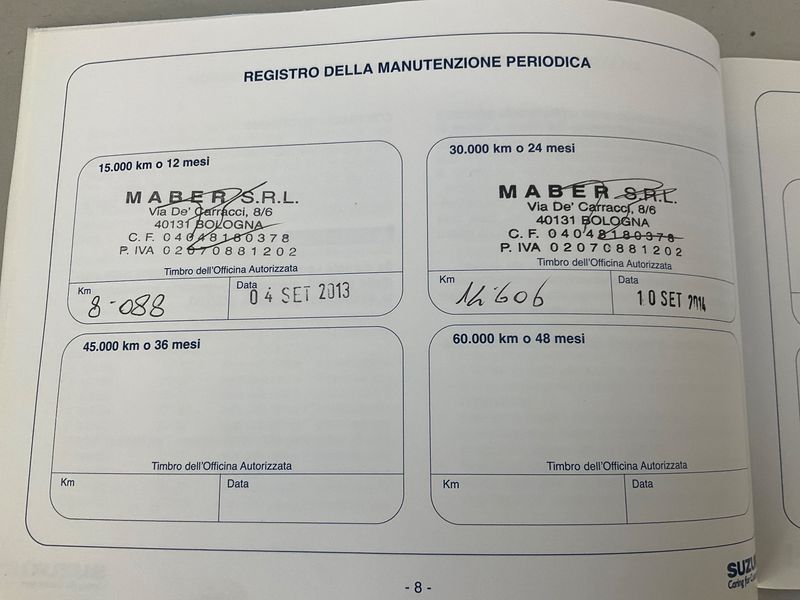 REGISTRO DELLA MANUTENZIONE PERIODICA
15.000 km o 12 mesi
MABER S.R.L.
Via De' Carracci, 8/6
40131 BOLOGNA
C. F. 04048180378
P. IVA 02070881202
Timbro dell'Officina Autorizzata
Km
8.088
Data
04 SET 2013
30.000 km o 24 mesi
MABER S.R.L.
Via De' Carracci, 8/6
40131 BOLOGNA
C. F. 04048180378
P. IVA 02070881202
Timbro dell'Officina Autorizzata
Km
14.606
Data
10 SET 2014
45.000 km o 36 mesi
Timbro dell'Officina Autorizzata
Km
Data
60.000 km o 48 mesi
Timbro dell'Officina Autorizzata
Km
Data
- 8 -